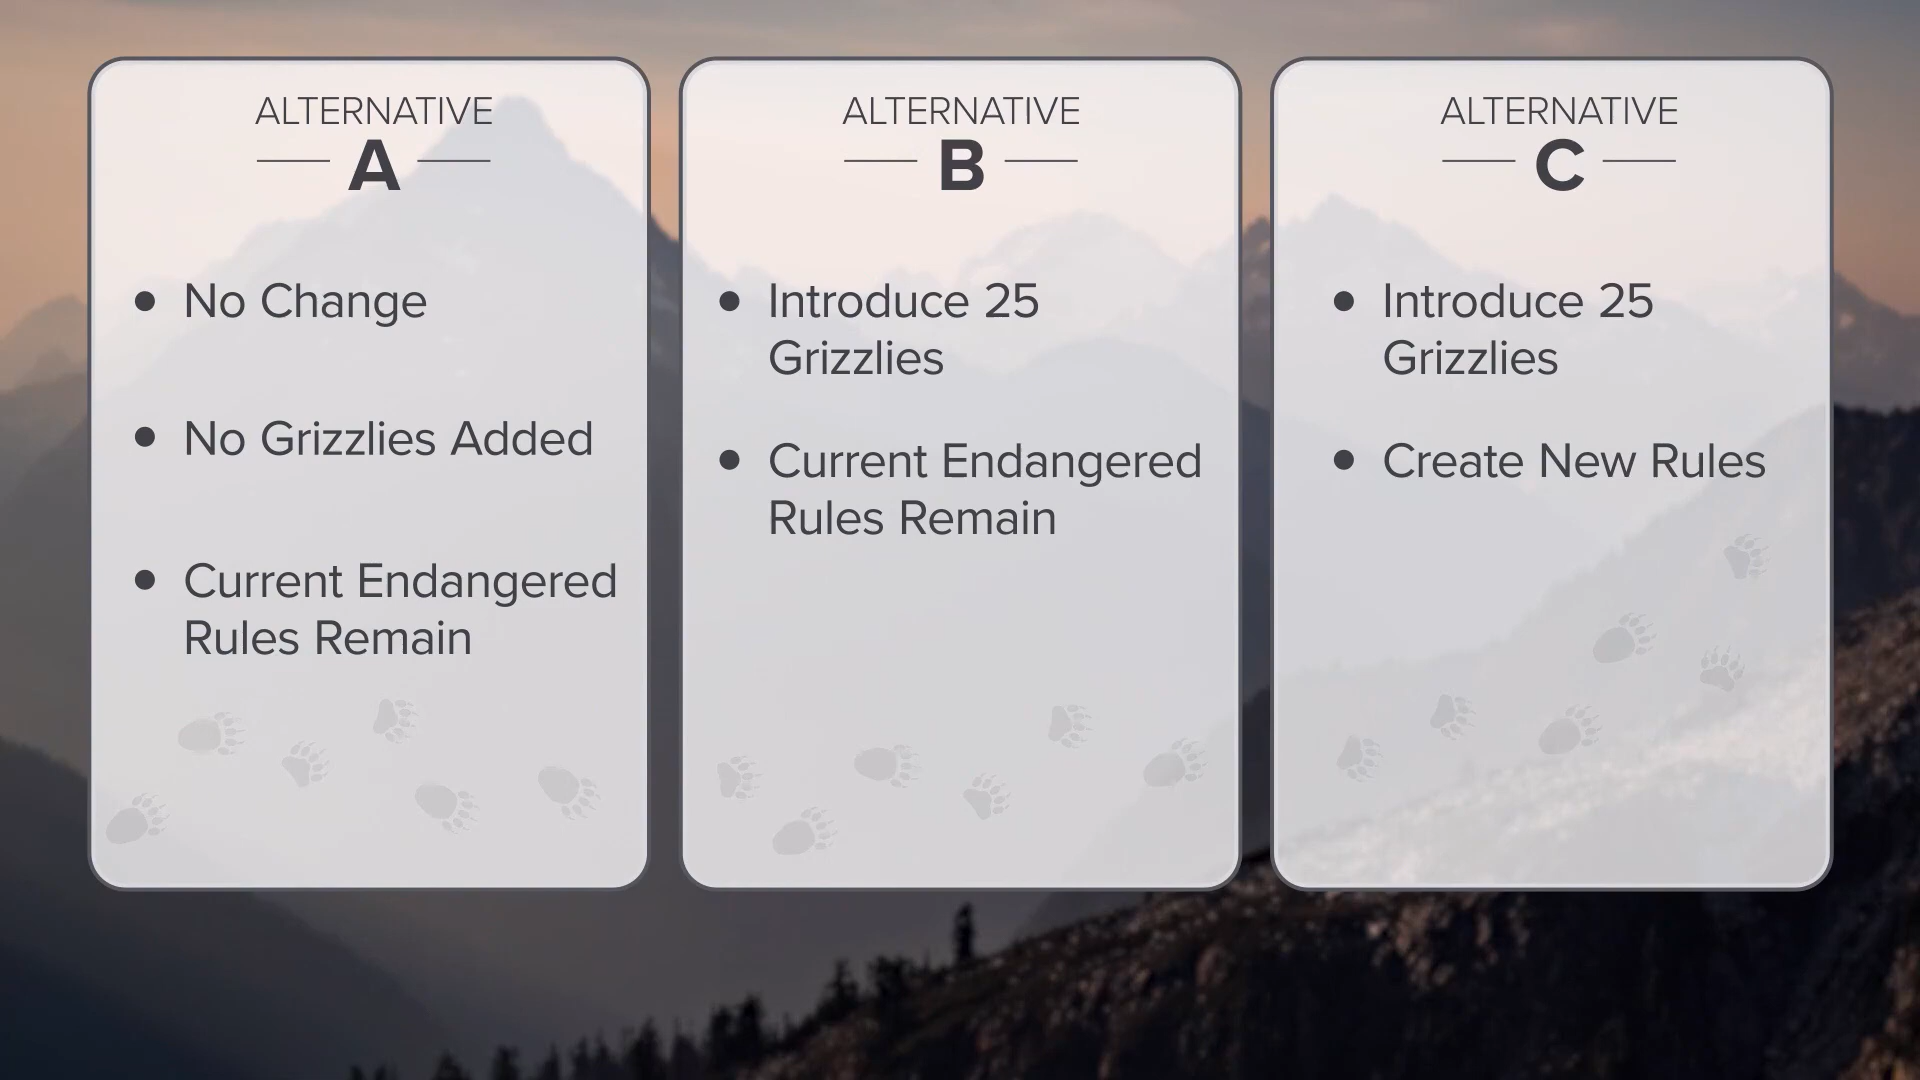 ALTERNATIVE
A
• No Change
• No Grizzlies Added
• Current Endangered
Rules Remain
ALTERNATIVE
B
• Introduce 25
Grizzlies
• Current Endangered
Rules Remain
ALTERNATIVE
C
• Introduce 25
Grizzlies
• Create New Rules